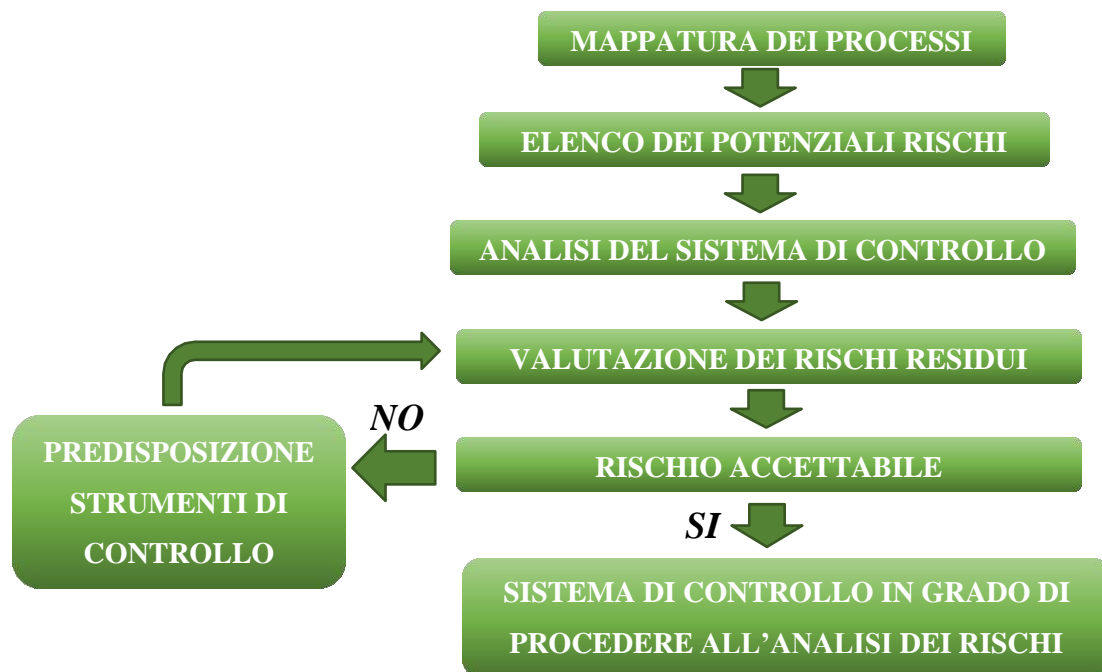 MAPPATURA DEI PROCESSI
ELENCO DEI POTENZIALI RISCHI
ANALISI DEL SISTEMA DI CONTROLLO
VALUTAZIONE DEI RISCHI RESIDUI
NO
PREDISPOSIZIONE
STRUMENTI DI
CONTROLLO
RISCHIO ACCETTABILE
SI
SISTEMA DI CONTROLLO IN GRADO DI
PROCEDERE ALL’ANALISI DEI RISCHI